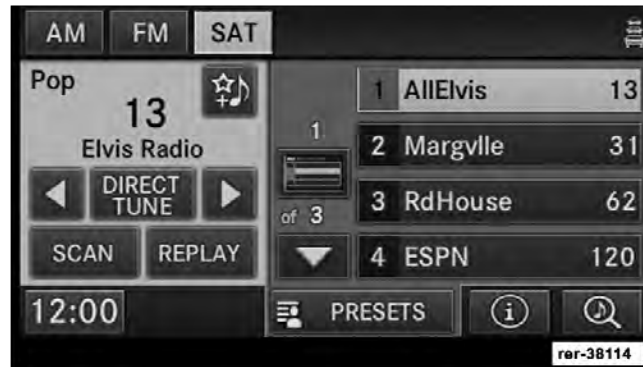 AM FM SAT
Pop
13
Elvis Radio
DIRECT
TUNE
SCAN REPLAY
1
of 3
1 AllElvis 13
2 Margvlle 31
3 RdHouse 62
4 ESPN 120
12:00
PRESETS
i
rer-38114